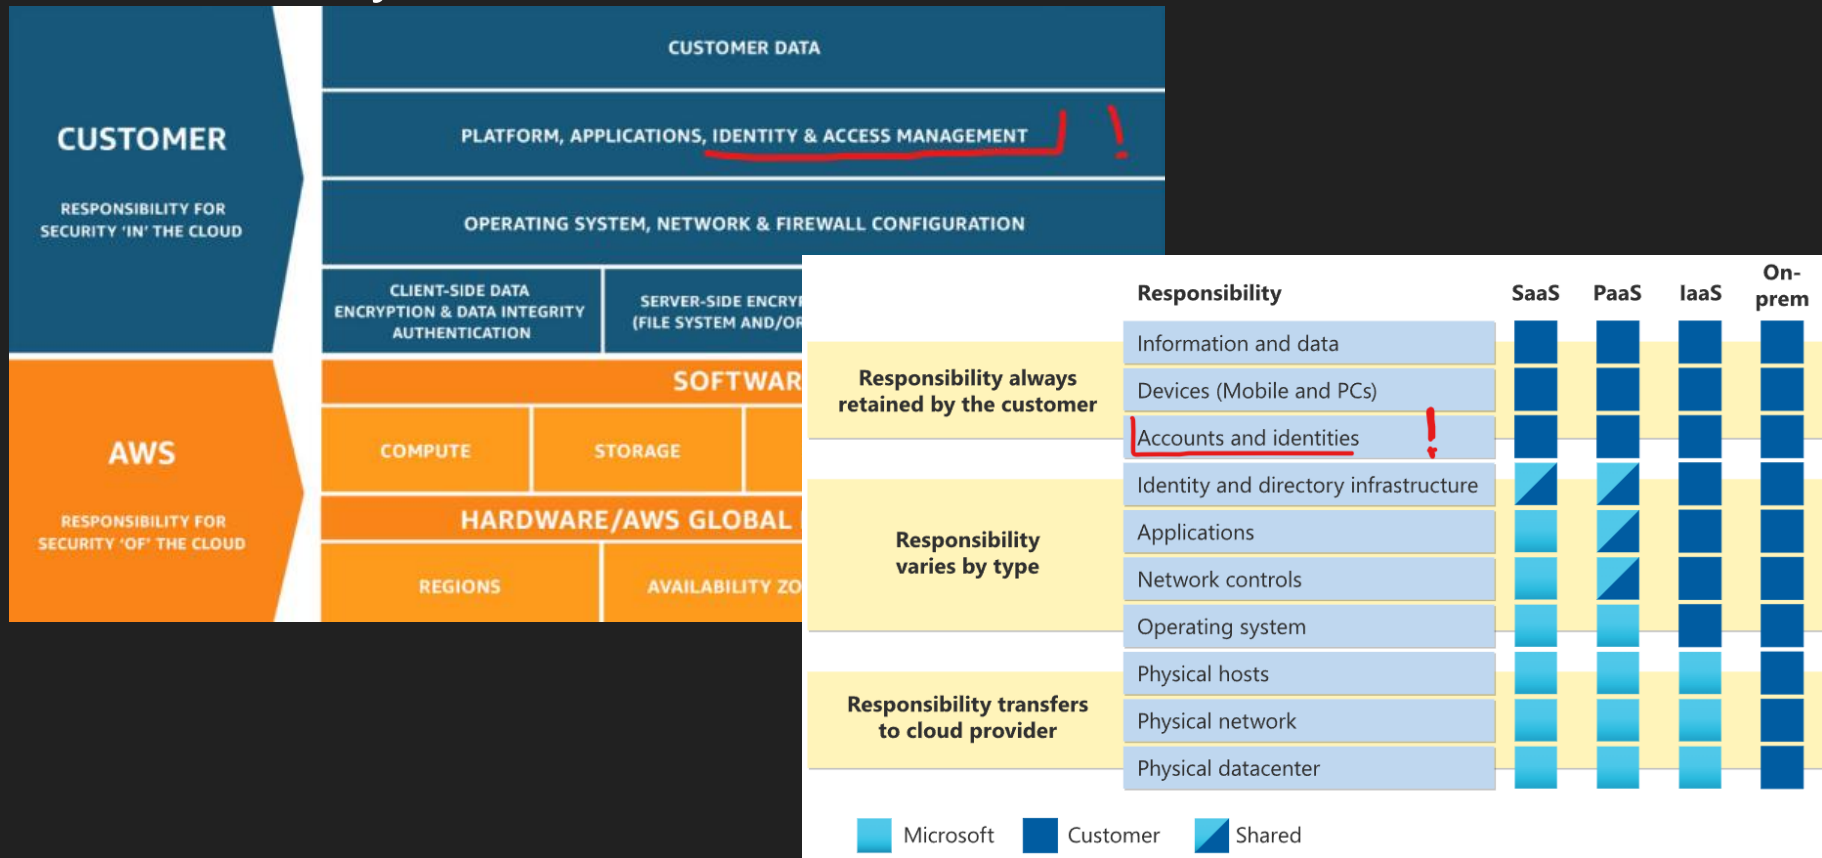 CUSTOMER
RESPONSIBILITY FOR
SECURITY 'IN' THE CLOUD
CUSTOMER DATA
PLATFORM, APPLICATIONS, IDENTITY & ACCESS MANAGEMENT
!
OPERATING SYSTEM, NETWORK & FIREWALL CONFIGURATION
CLIENT-SIDE DATA
ENCRYPTION & DATA INTEGRITY
AUTHENTICATION
SERVER-SIDE ENCRYP
(FILE SYSTEM AND/OR
AWS
RESPONSIBILITY FOR
SECURITY 'OF' THE CLOUD
SOFTWAR
COMPUTE
STORAGE
HARDWARE/AWS GLOBAL
REGIONS
AVAILABILITY ZO
Responsibility
SaaS
PaaS
IaaS
On-
prem
Responsibility always
retained by the customer
Information and data
Devices (Mobile and PCs)
Accounts and identities
!
Responsibility
varies by type
Identity and directory infrastructure
Applications
Network controls
Operating system
Responsibility transfers
to cloud provider
Physical hosts
Physical network
Physical datacenter
Microsoft
Customer
Shared